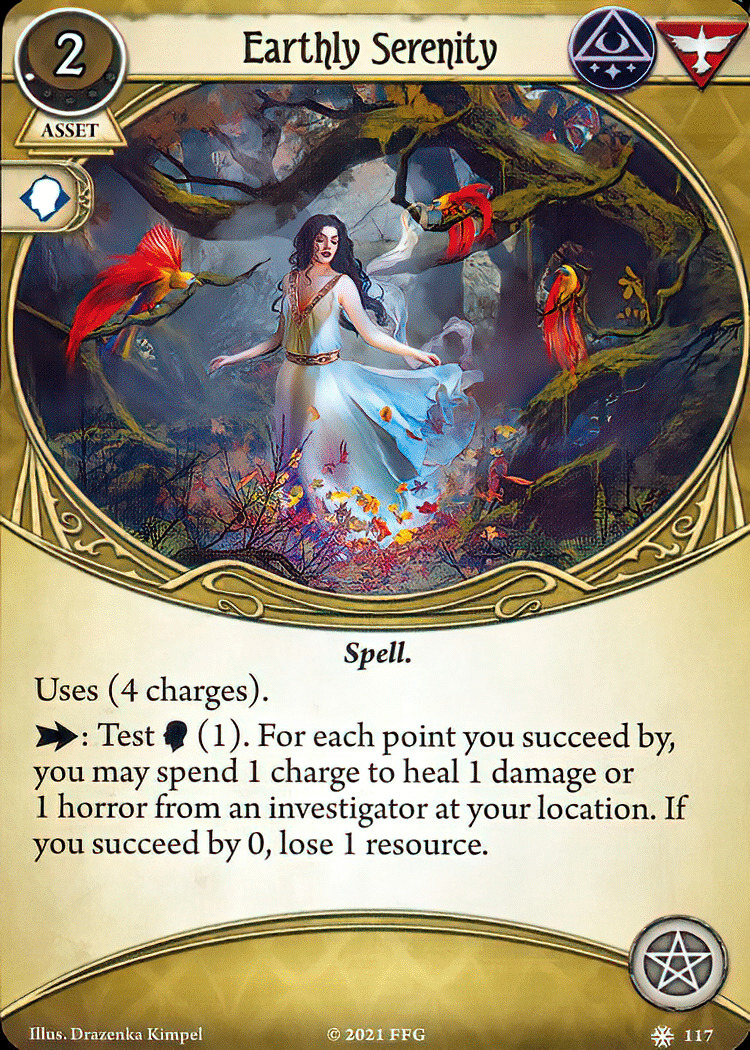 2
Earthly Serenity
ASSET
Spell.
Uses (4 charges).
: Test (1). For each point you succeed by,
you may spend 1 charge to heal 1 damage or
1 horror from an investigator at your location. If
you succeed by 0, lose 1 resource.
Illus. Drazenka Kimpel
© 2021 FFG
117